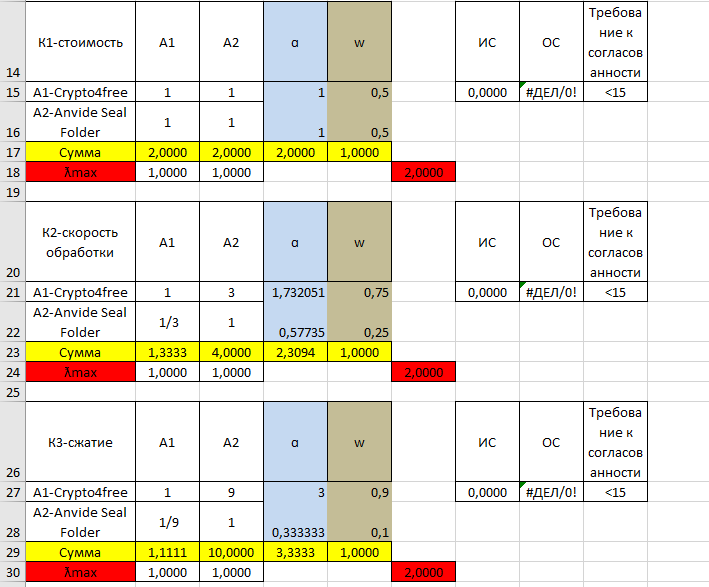 14 К1-стоимость A1 A2 α w ИС ОС Требова
ние к
согласов
анности
15 A1-Crypto4free 1 1 1 0,5 0,0000 #ДЕЛ/0! <15
A2-Anvide Seal
16 Folder 1 1 1 0,5
17 Сумма 2,0000 2,0000 2,0000 1,0000
18 λmax 1,0000 1,0000 2,0000
19
20 К2-скорость
обработки A1 A2 α w ИС ОС Требова
ние к
согласов
анности
21 A1-Crypto4free 1 3 1,732051 0,75 0,0000 #ДЕЛ/0! <15
A2-Anvide Seal
22 Folder 1/3 1 0,57735 0,25
23 Сумма 1,3333 4,0000 2,3094 1,0000
24 λmax 1,0000 1,0000 2,0000
25
26 К3-сжатие A1 A2 α w ИС ОС Требова
ние к
согласов
анности
27 A1-Crypto4free 1 9 3 0,9 0,0000 #ДЕЛ/0! <15
A2-Anvide Seal
28 Folder 1/9 1 0,333333 0,1
29 Сумма 1,1111 10,0000 3,3333 1,0000
30 λmax 1,0000 1,0000 2,0000